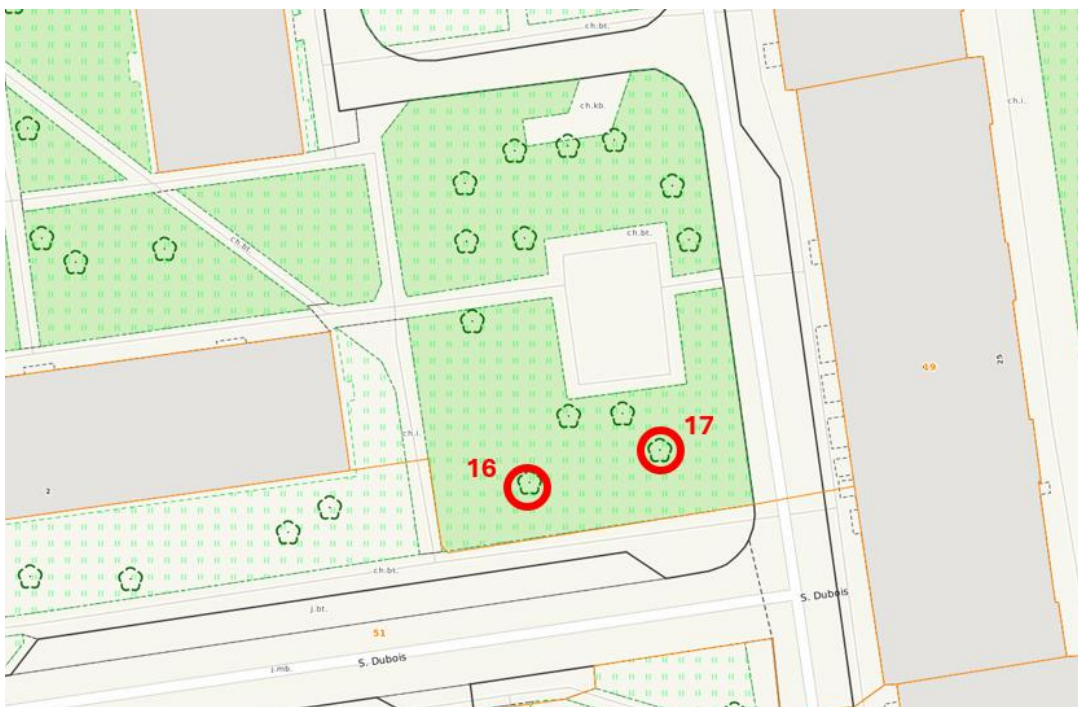 ch.bt.
ch.kb.
ch.i.
ch.bt.
ch.bt.
19
25
17
ch.i.
16
2
ch.bt.
S. Dubois
j.bt.
51
S. Dubois
j.mb.